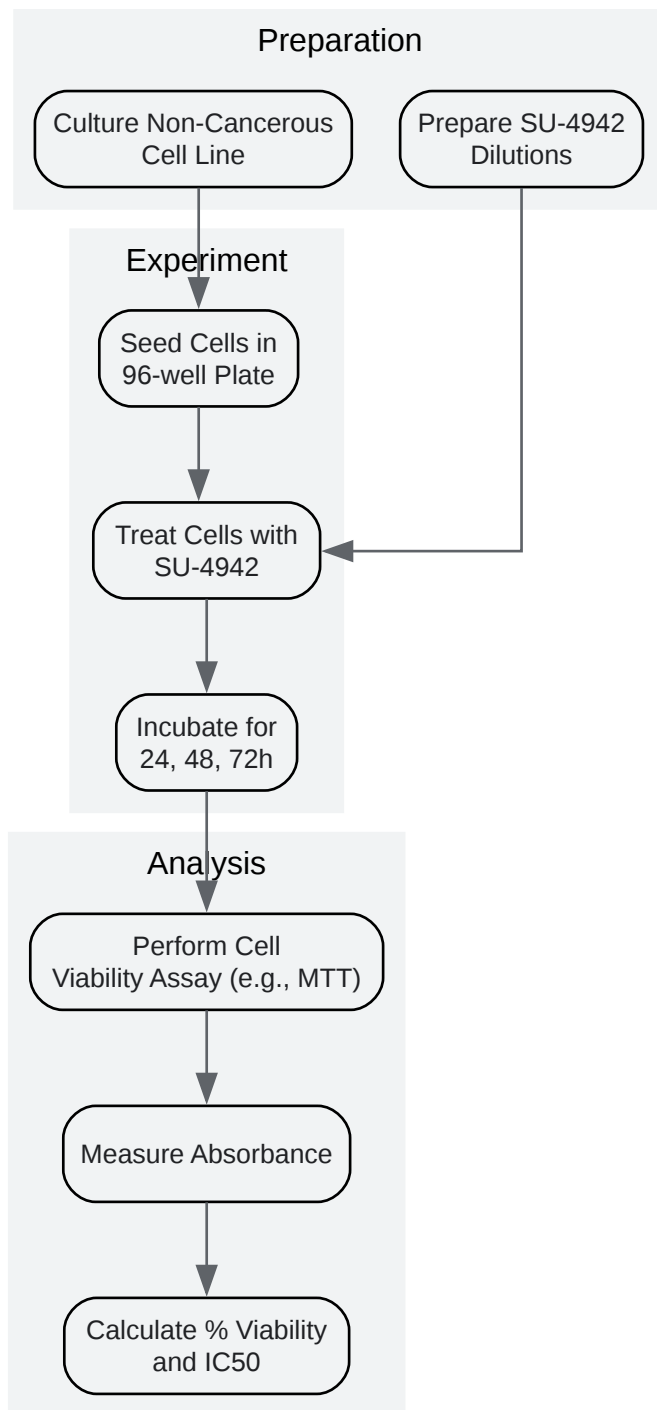 Preparation
Culture Non-Cancerous
Cell Line
Prepare SU-4942
Dilutions
Experiment
Seed Cells in
96-well Plate
Treat Cells with
SU-4942
Incubate for
24, 48, 72h
Analysis
Perform Cell
Viability Assay (e.g., MTT)
Measure Absorbance
Calculate % Viability
and IC50